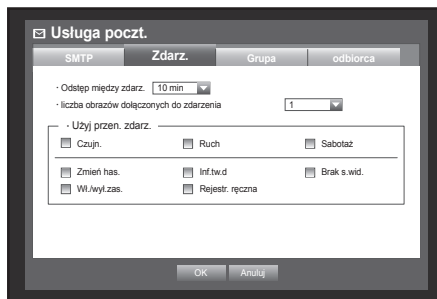 Usługa poczt.
SMTP Zdarz. Grupa odbiorca
· Odstęp między zdarz. 10 min
· liczba obrazów dołączonych do zdarzenia 1
· Użyj przen. zdarz.
Czujn. Ruch Sabotaż
Zmień has. Inf.tw.d Brak s.wid.
Wł./wył.zas. Rejestr. ręczna
OK Anuluj